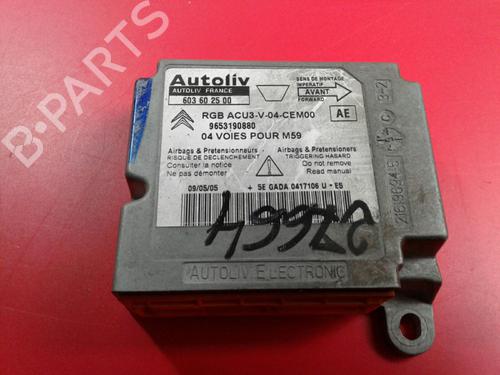 Autoliv
AUTOLIV FRANCE
603 60 25 00
SENS DE MONTAGE
IMPERATIF
AVANT
FORWARD
RGB ACU3-V-04-CEM00
9653190880
AE
04 VOIES POUR M59
Airbags & Pretensionneurs
RISQUE DE DECLENCHEMENT
Consulter la notice
Ne pas démonter
Airbags & Pretensioners
TRIGGERING HASARD
Do not remove
Read manual
09/05/05
+ 5E GADA 0417106 U - E5
AUTOLIV ELECTRONIC
B-PARTS